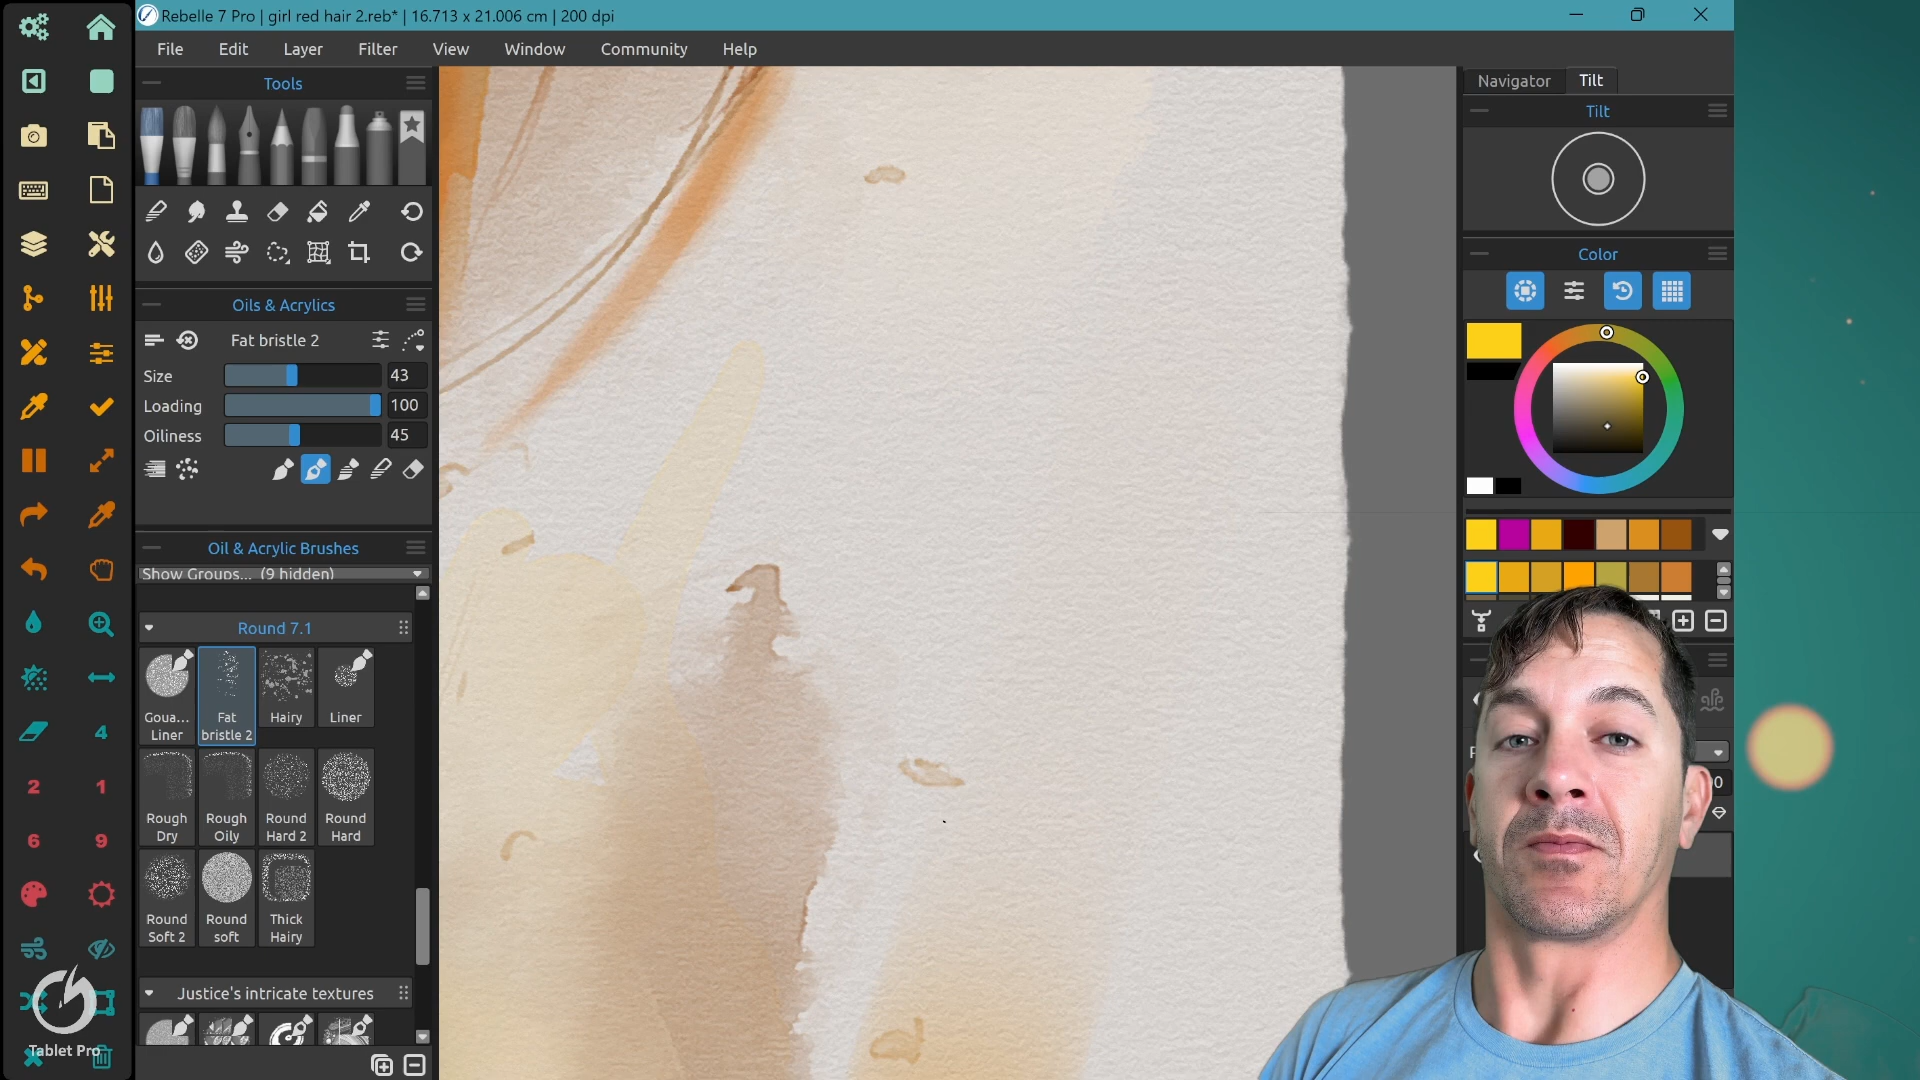 Rebelle 7 Pro | girl red hair 2.reb* | 16.713 x 21.006 cm | 200 dpi
File Edit Layer Filter View Window Community Help
Tools
Oils & Acrylics
Fat bristle 2
Size 43
Loading 100
Oiliness 45
Oil & Acrylic Brushes
Show Groups... (9 hidden)
Round 7.1
Goua...
Liner
Fat
bristle 2
Hairy
Liner
Rough
Dry
Rough
Oily
Round
Hard 2
Round
Hard
Round
Soft 2
Round
soft
Thick
Hairy
Justice's intricate textures
4
2 1
6 9
Tablet Pro
Navigator Tilt
Tilt
Color